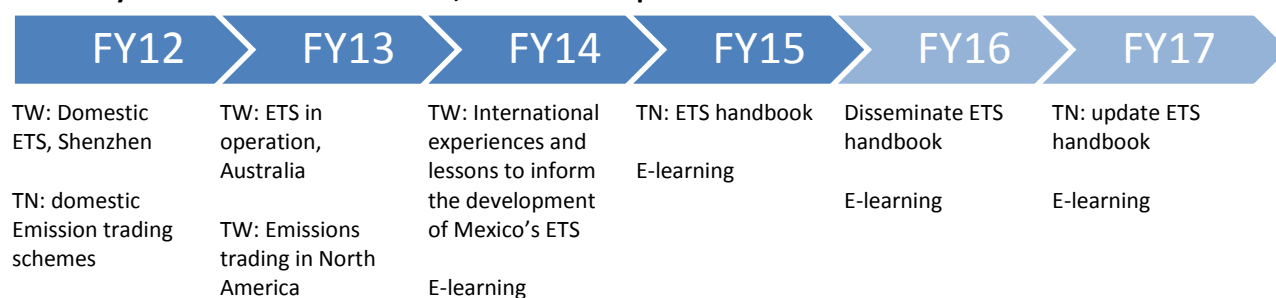 FY12
FY13
FY14
FY15
FY16
FY17
TW: Domestic
ETS, Shenzhen
TN: domestic
Emission trading
schemes
TW: ETS in
operation,
Australia
TW: Emissions
trading in North
America
TW: International
experiences and
lessons to inform
the development
of Mexico’s ETS
E-learning
TN: ETS handbook
E-learning
Disseminate ETS
handbook
E-learning
TN: update ETS
handbook
E-learning